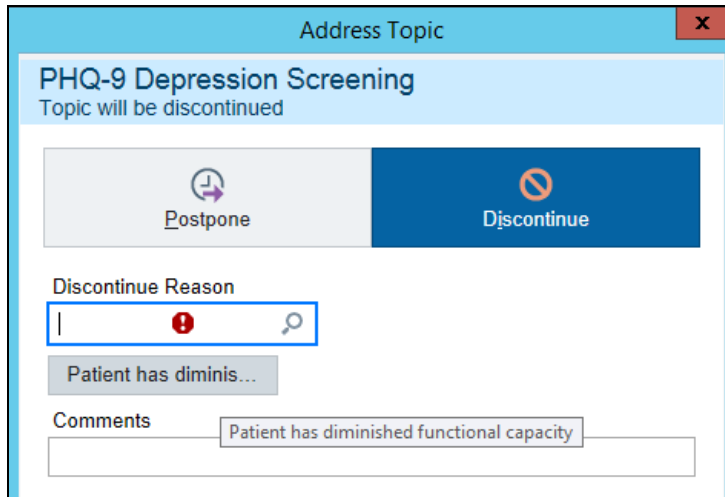 Address Topic
x
PHQ-9 Depression Screening
Topic will be discontinued
Postpone
Discontinue
Discontinue Reason
Patient has diminis...
Comments
Patient has diminished functional capacity